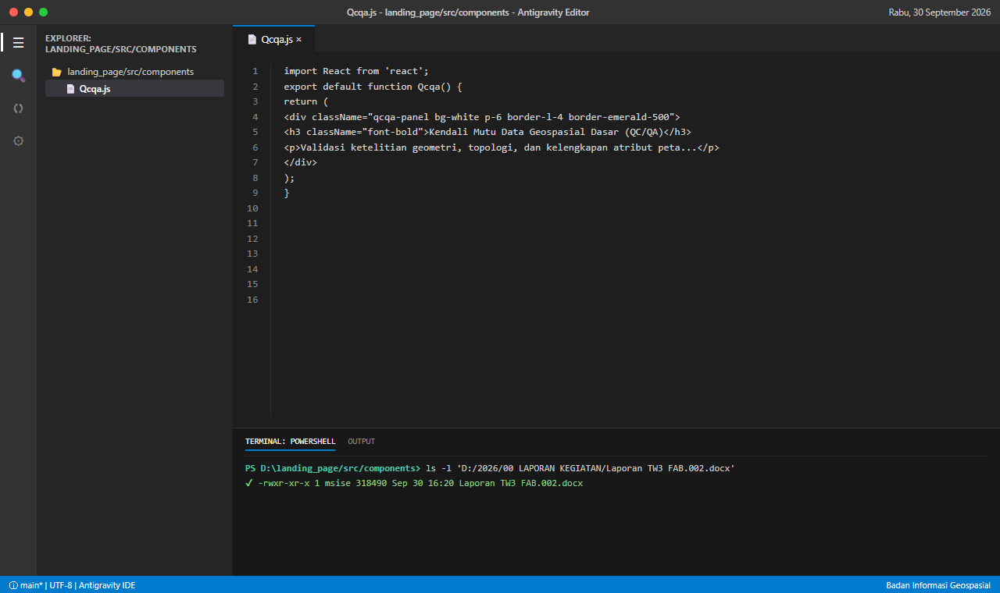 Qcqa.js - landing_page/src/components - Antigravity Editor
Rabu, 30 September 2026
EXPLORER:
LANDING_PAGE/SRC/COMPONENTS
landing_page/src/components
Qcqa.js
Qcqa.js ×
1 import React from 'react';
2 export default function Qcqa() {
3 return (
4 <div className="qcqa-panel bg-white p-6 border-l-4 border-emerald-500">
5 <h3 className="font-bold">Kendali Mutu Data Geospasial Dasar (QC/QA)</h3>
6 <p>Validasi ketelitian geometri, topologi, dan kelengkapan atribut peta...</p>
7 </div>
8 );
9 }
10
11
12
13
14
15
16
TERMINAL: POWERSHELL OUTPUT
PS D:\landing_page/src/components> ls -l 'D:/2026/00 LAPORAN KEGIATAN/Laporan TW3 FAB.002.docx'
✓ -rwxr-xr-x 1 msise 318490 Sep 30 16:20 Laporan TW3 FAB.002.docx
ⓘ main* | UTF-8 | Antigravity IDE
Badan Informasi Geospasial